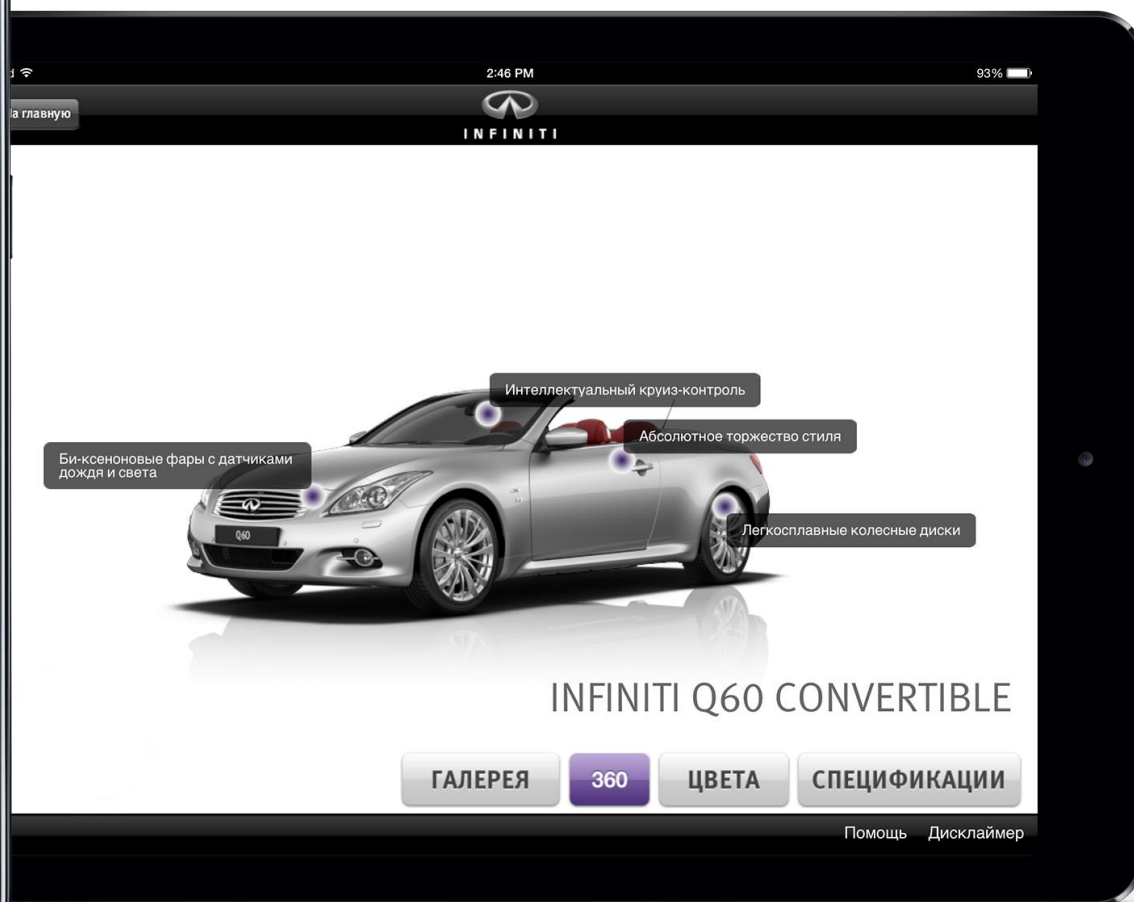 2:46 PM
93%
а главную
INFINITI
Интеллектуальный круиз-контроль
Абсолютное торжество стиля
Би-ксеноновые фары с датчиками
дождя и света
Q60
Легкосплавные колесные диски
INFINITI Q60 CONVERTIBLE
ГАЛЕРЕЯ
360
ЦВЕТА
СПЕЦИФИКАЦИИ
Помощь
Дисклаймер